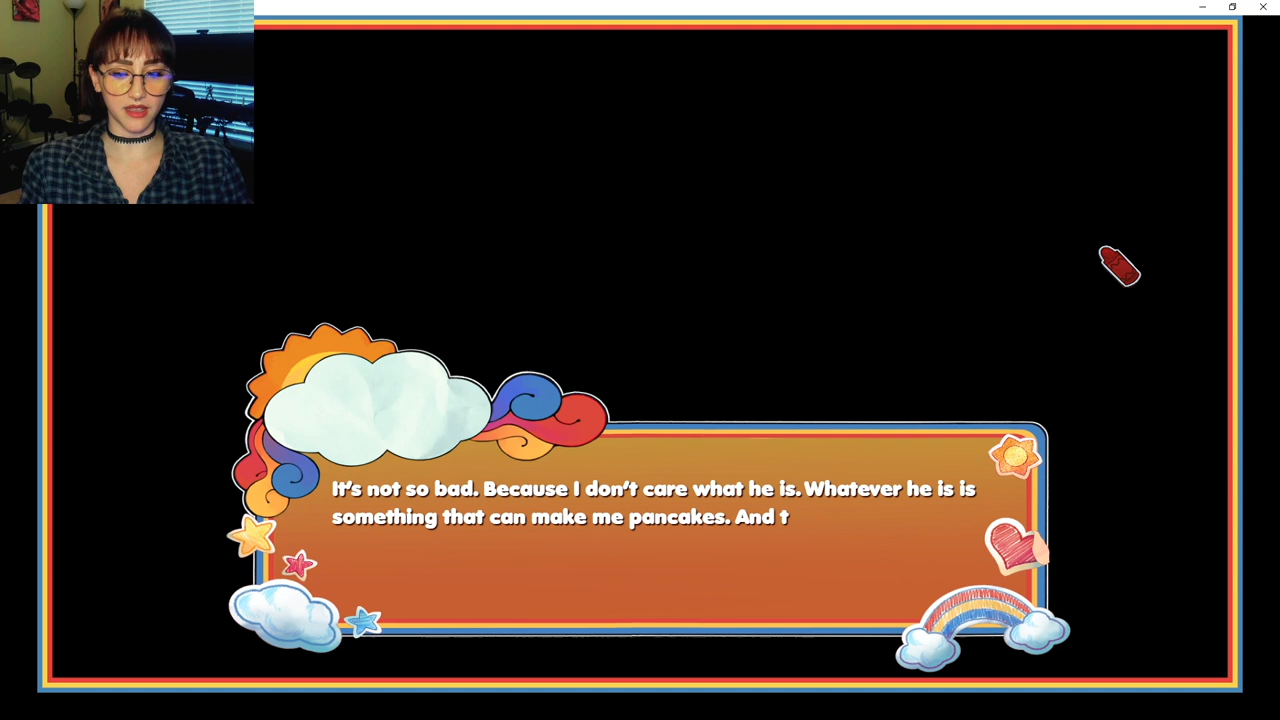 It's not so bad. Because I don't care what he is. Whatever he is is
something that can make me pancakes. And t